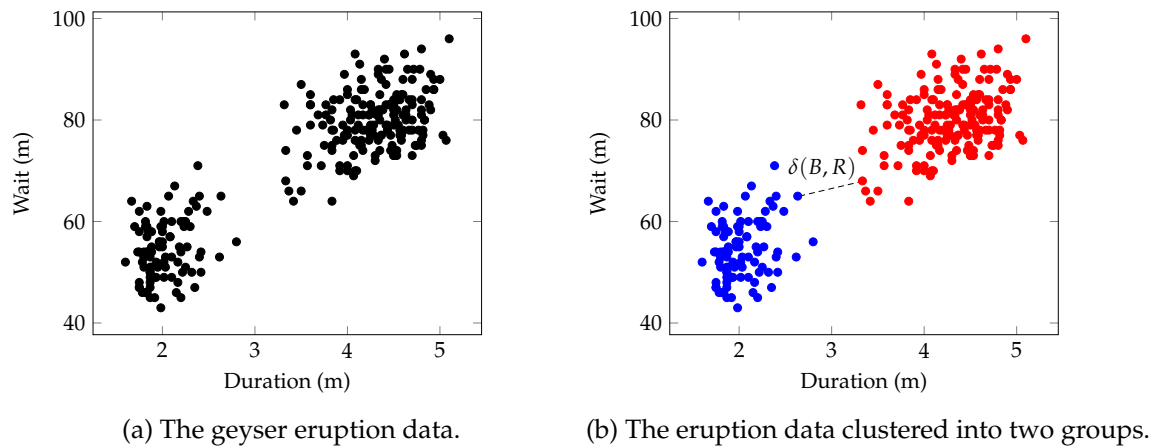 100
80
60
40
2
3
4
5
Wait (m)
Duration (m)
(a) The geyser eruption data.
100
80
60
40
2
3
4
5
Wait (m)
Duration (m)
δ(B, R)
(b) The eruption data clustered into two groups.